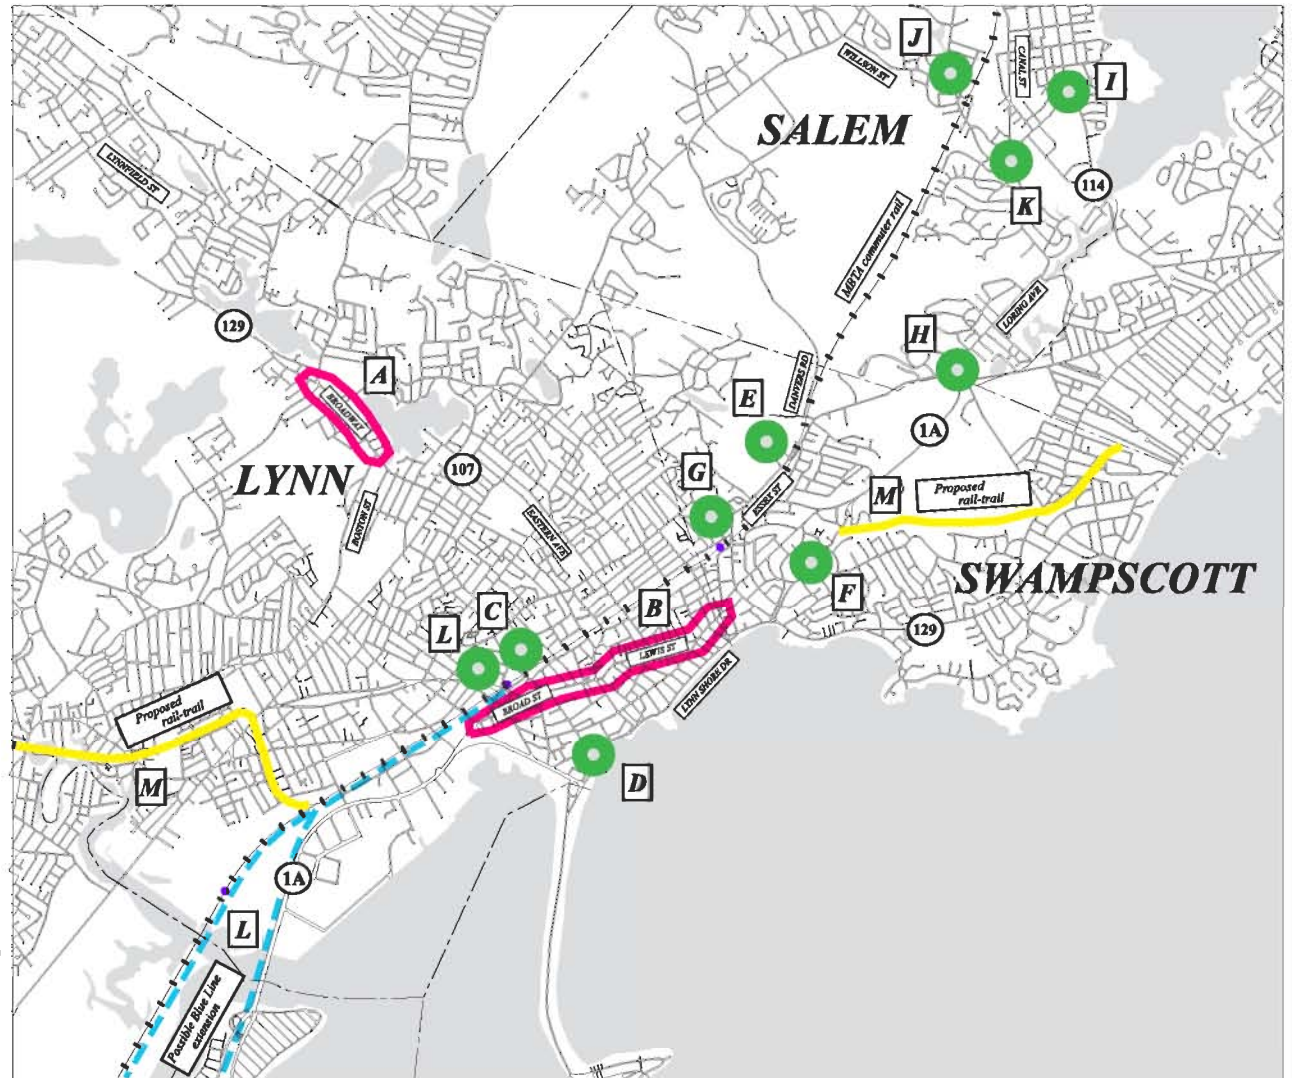 J
WILLSON ST
CANAL ST
I
SALEM
LYNNFIELD ST
114
K
MBTA commuter rail
129
H
LORING AVE
A
BROADWAY
DANVERS RD
E
1A
LYNN
107
G
M
Proposed
rail-trail
BOSTON ST
EASTERN AVE
ESSEX ST
SWAMPSCOTT
F
B
C
L
129
LEWIS ST
LYNN SHORE DR
BROAD ST
Proposed
rail-trail
M
D
1A
L
Possible Blue Line
extension